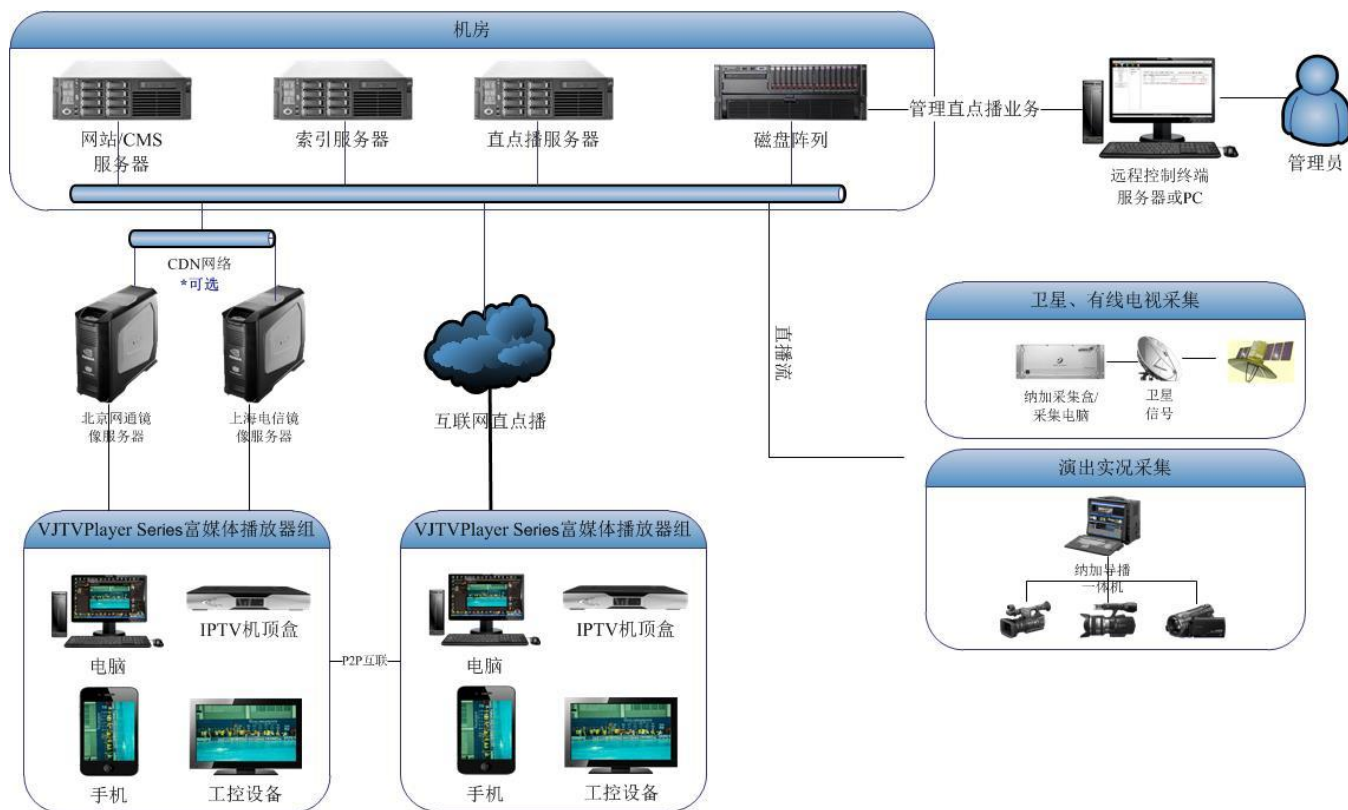 机房
网站/CMS
服务器
索引服务器
直点播服务器
磁盘阵列
管理直点播业务
远程控制终端
服务器或PC
管理员
CDN网络
*可选
北京网通镜
像服务器
上海电信镜
像服务器
互联网直点播
直播流
卫星、有线电视采集
纳加采集盒/
采集电脑
卫星
信号
演出实况采集
纳加导播
一体机
VJTVPlayer Series富媒体播放器组
电脑
IPTV机顶盒
手机
工控设备
P2P互联
VJTVPlayer Series富媒体播放器组
电脑
IPTV机顶盒
手机
工控设备